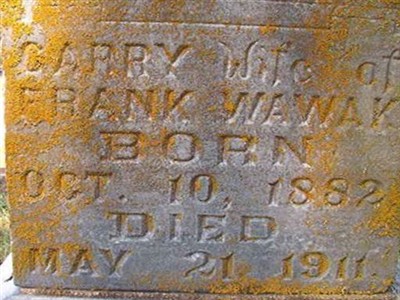 CARRY Wife of
FRANK WAWAK
BORN
OCT. 10, 1882
DIED
MAY 21. 1911.